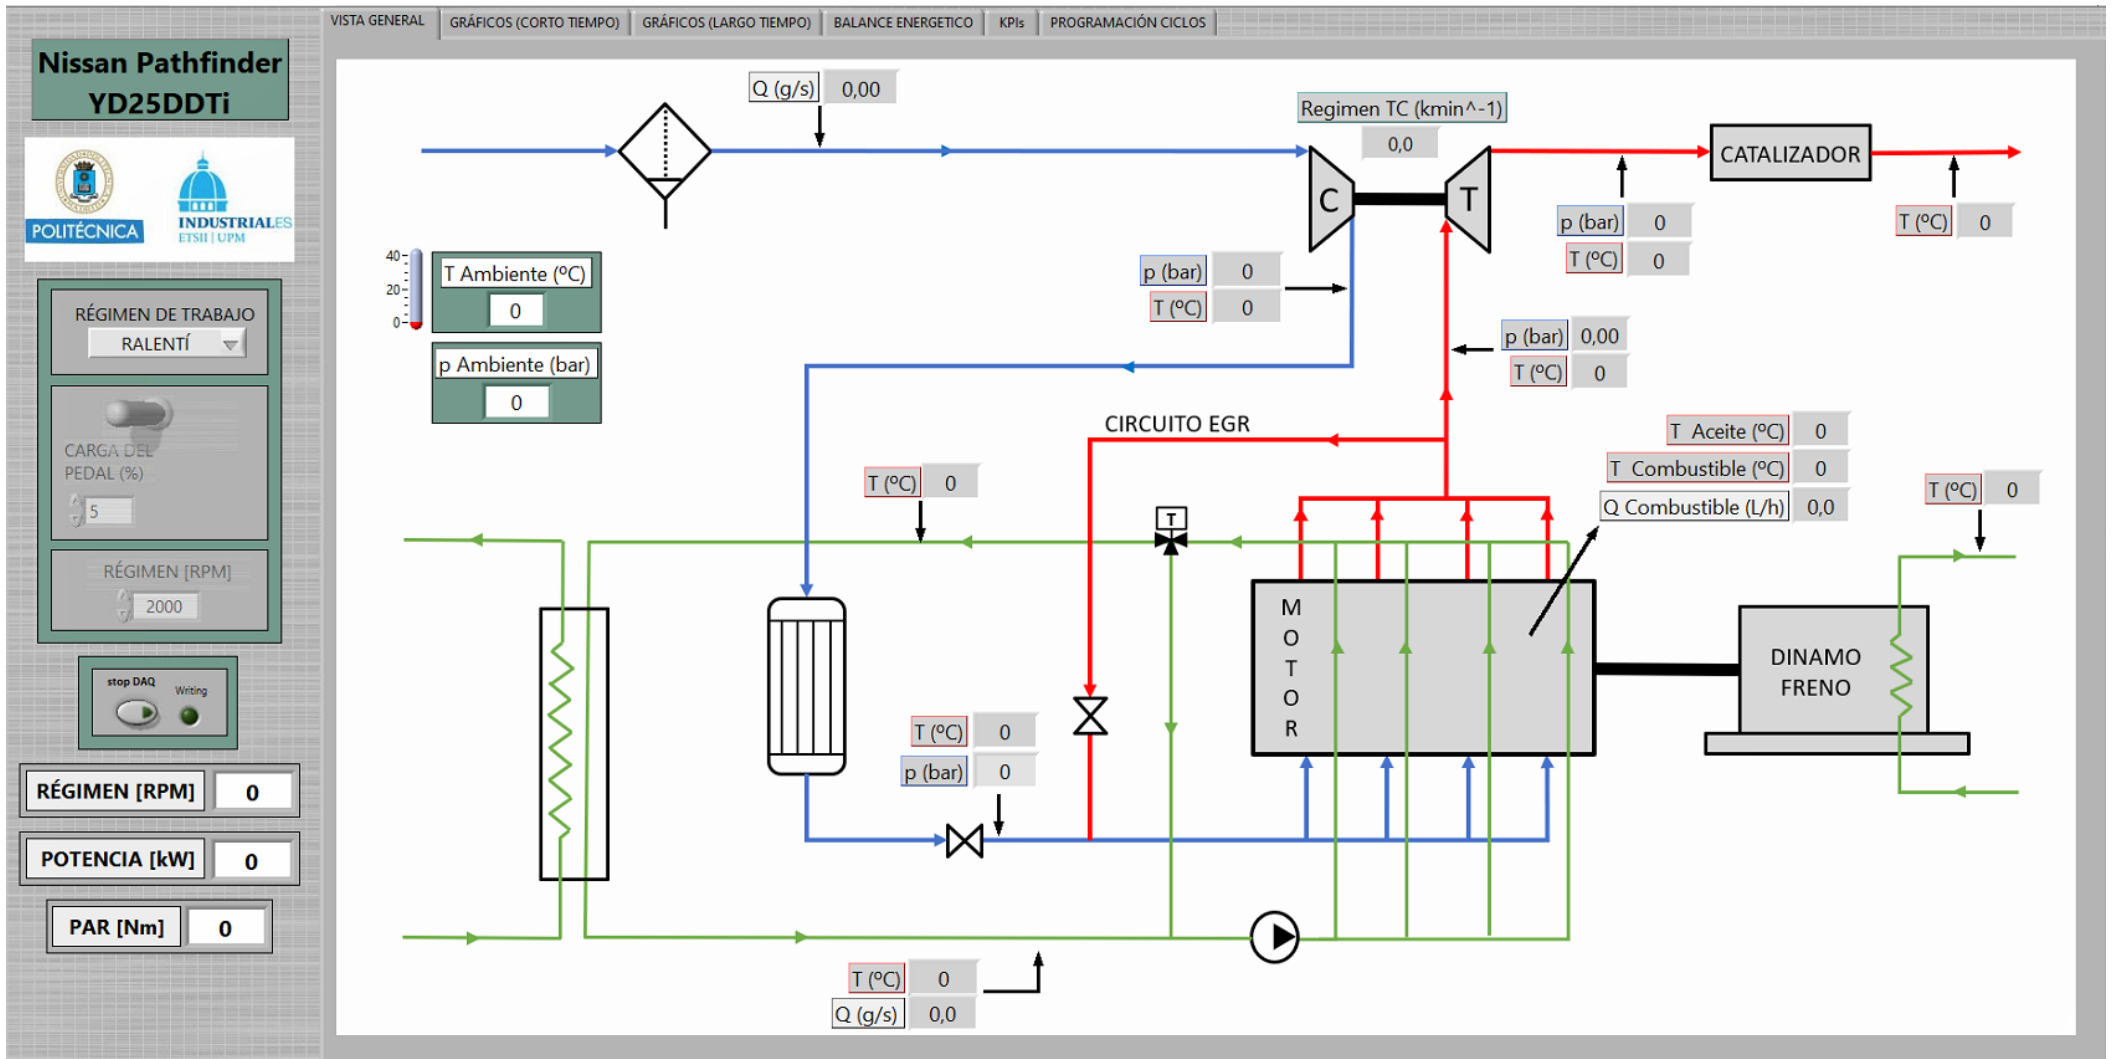 VISTA GENERAL
GRÁFICOS (CORTO TIEMPO)
GRÁFICOS (LARGO TIEMPO)
BALANCE ENERGETICO
KPIs
PROGRAMACIÓN CICLOS
Nissan Pathfinder
YD25DDTi
POLITÉCNICA
INDUSTRIALES
ETSII | UPM
RÉGIMEN DE TRABAJO
RALENTÍ
CARGA DEL
PEDAL (%)
5
RÉGIMEN [RPM]
2000
stop DAQ
Writing
RÉGIMEN [RPM] 0
POTENCIA [kW] 0
PAR [Nm] 0
Q (g/s) 0,00
Regimen TC (kmin^-1)
0,0
C
T
CATALIZADOR
p (bar) 0
T (ºC) 0
T (ºC) 0
40
20
0
T Ambiente (ºC)
0
p Ambiente (bar)
0
p (bar) 0
T (ºC) 0
p (bar) 0,00
T (ºC) 0
CIRCUITO EGR
T Aceite (ºC) 0
T Combustible (ºC) 0
Q Combustible (L/h) 0,0
T (ºC) 0
T (ºC) 0
T
MOTOR
DINAMO
FRENO
T (ºC) 0
p (bar) 0
T (ºC) 0
Q (g/s) 0,0